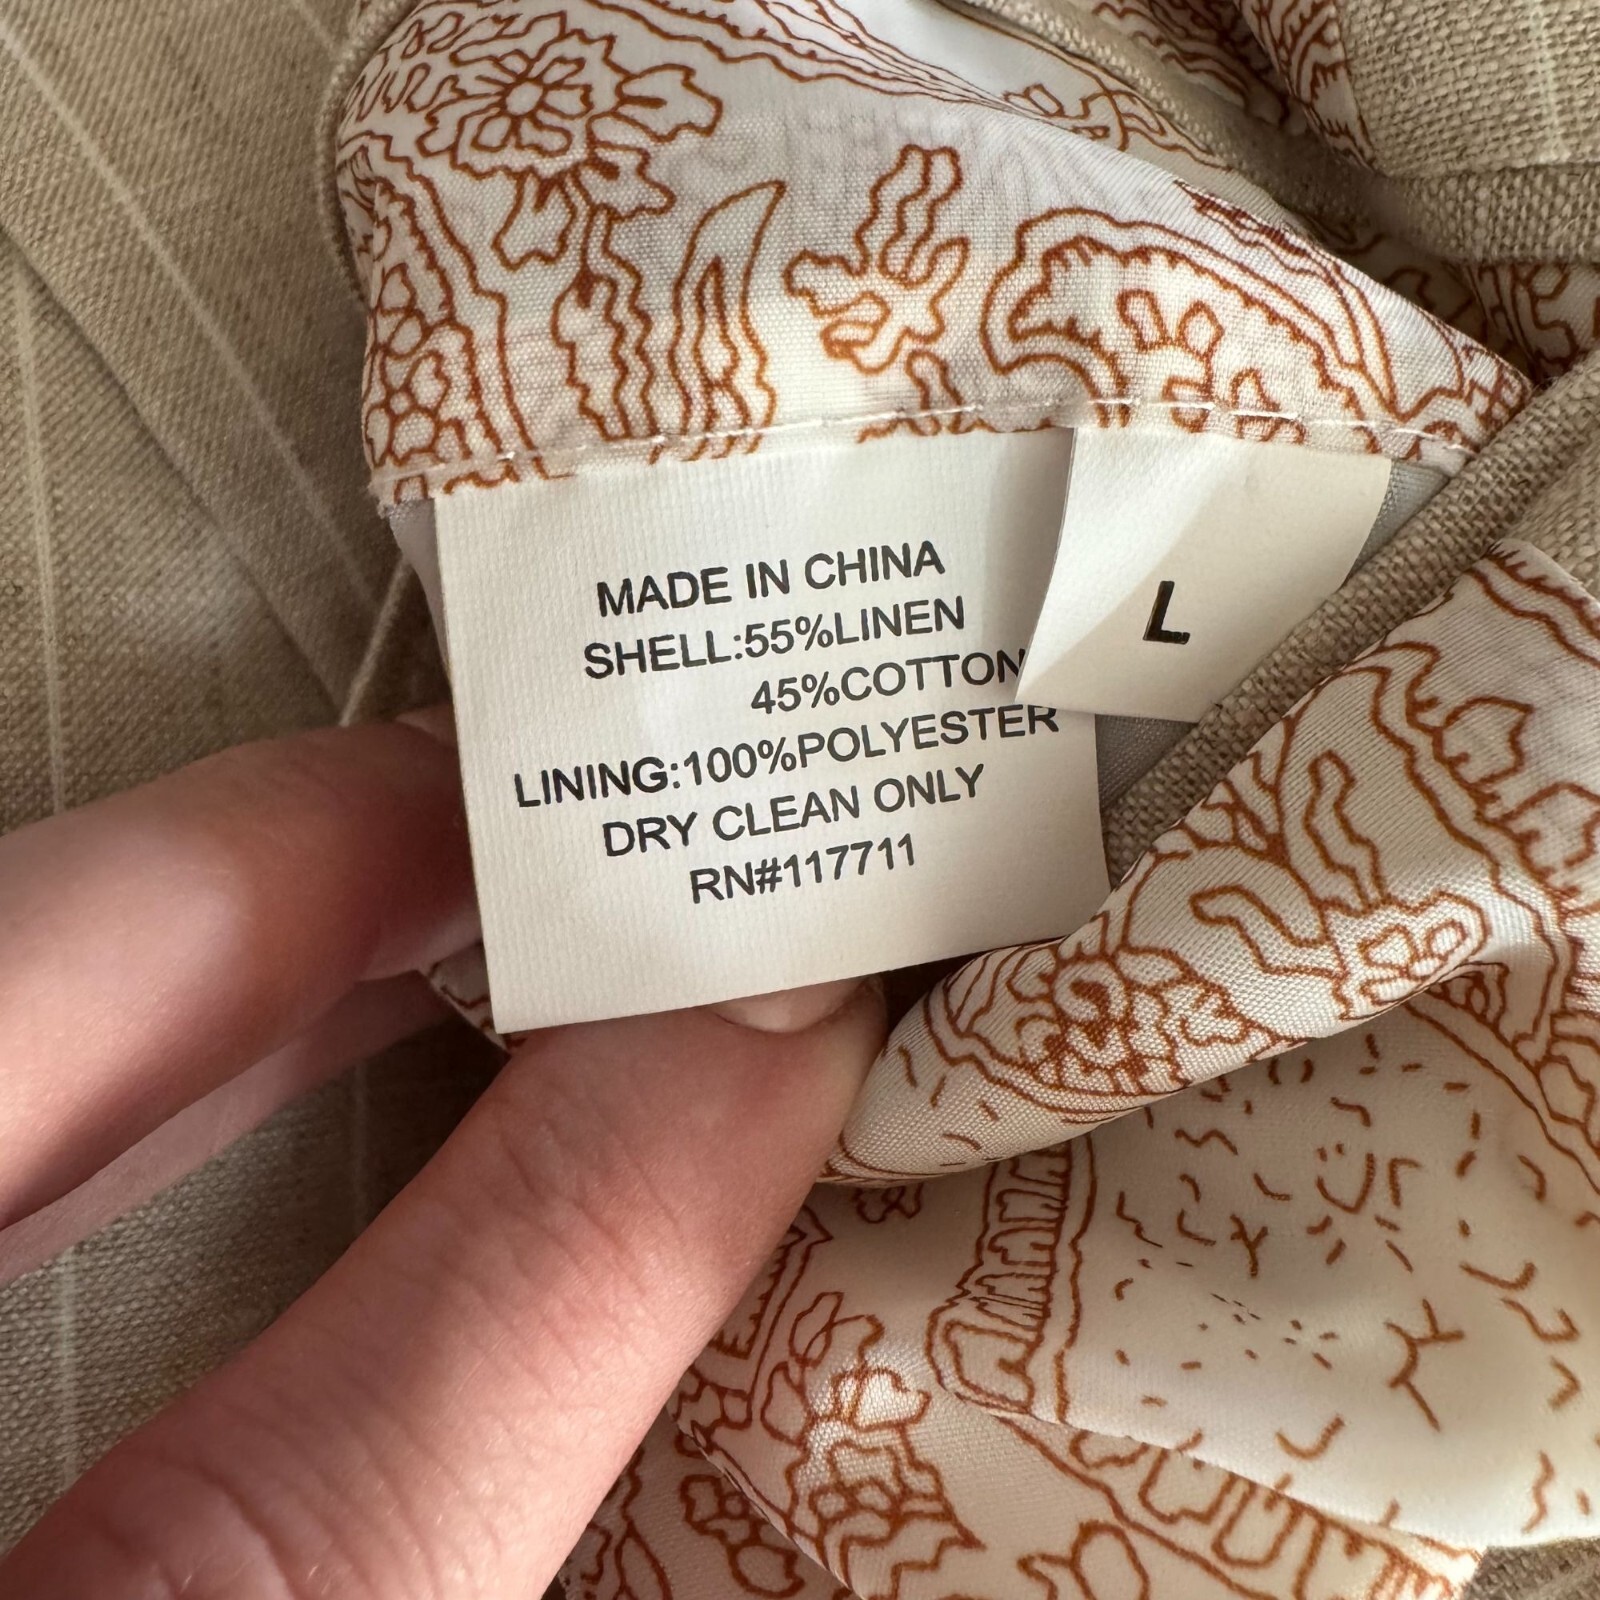 MADE IN CHINA
SHELL:55%LINEN
45%COTTON
LINING:100%POLYESTER
DRY CLEAN ONLY
RN#117711
L